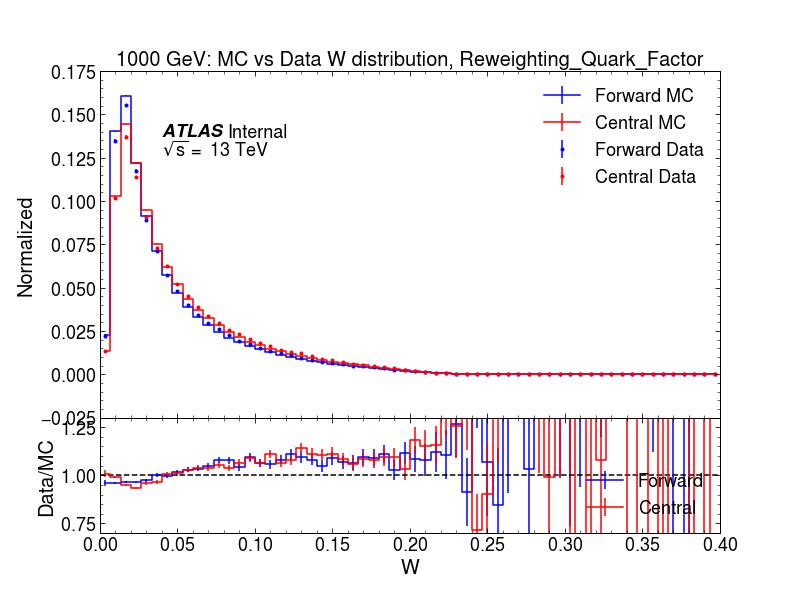 1000 GeV: MC vs Data W distribution, Reweighting_Quark_Factor
0.175
0.150
0.125
0.100
0.075
0.050
0.025
0.000
−0.025
Normalized
ATLAS Internal
√s = 13 TeV
Forward MC
Central MC
Forward Data
Central Data
1.25
1.00
0.75
Data/MC
Forward
Central
0.00 0.05 0.10 0.15 0.20 0.25 0.30 0.35 0.40
W